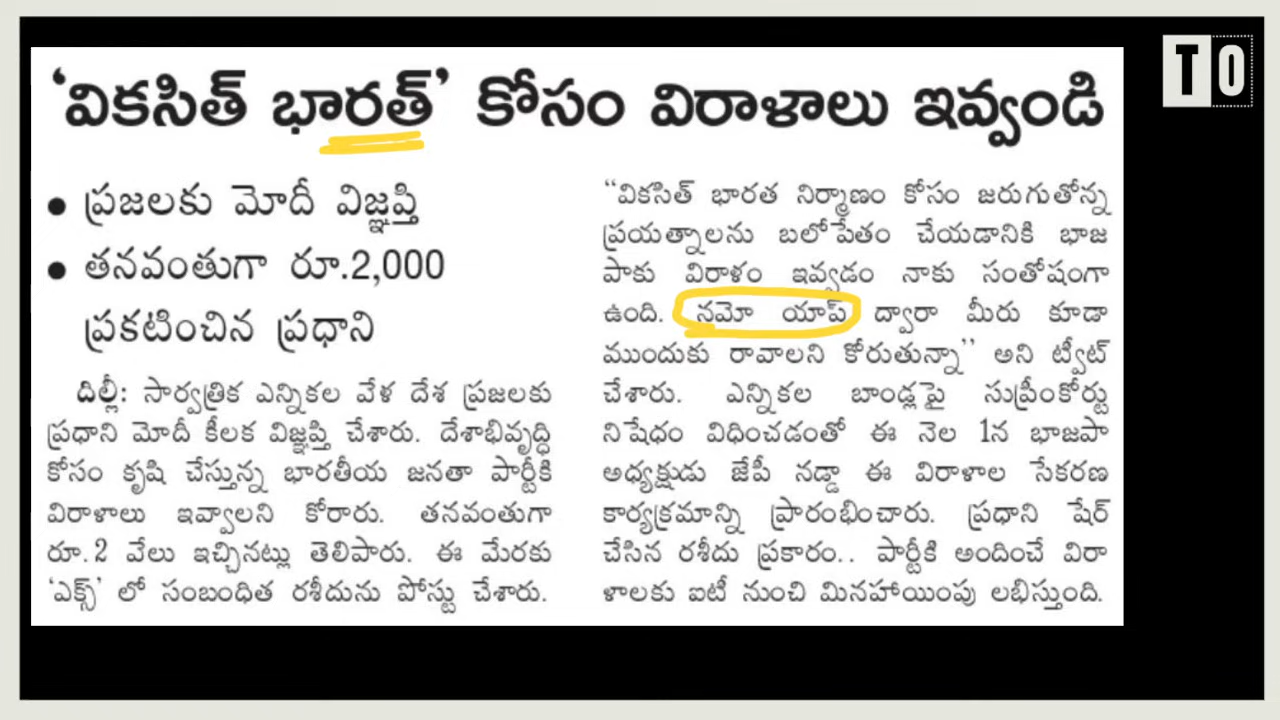 TO
‘వికసిత్ భారత్’ కోసం విరాళాలు ఇవ్వండి
• ప్రజలకు మోదీ విజ్ఞప్తి
• తనవంతుగా రూ.2,000
ప్రకటించిన ప్రధాని
దిల్లీ: సార్వత్రిక ఎన్నికల వేళ దేశ ప్రజలకు
ప్రధాని మోదీ కీలక విజ్ఞప్తి చేశారు. దేశాభివృద్ధి
కోసం కృషి చేస్తున్న భారతీయ జనతా పార్టీకి
విరాళాలు ఇవ్వాలని కోరారు. తనవంతుగా
రూ.2 వేలు ఇచ్చినట్లు తెలిపారు. ఈ మేరకు
‘ఎక్స్’ లో సంబంధిత రశీదును పోస్టు చేశారు.
“వికసిత్ భారత నిర్మాణం కోసం జరుగుతోన్న
ప్రయత్నాలను బలోపేతం చేయడానికి భాజ
పాకు విరాళం ఇవ్వడం నాకు సంతోషంగా
ఉంది. నమో యాప్ ద్వారా మీరు కూడా
ముందుకు రావాలని కోరుతున్నా’’ అని ట్వీట్
చేశారు. ఎన్నికల బాండ్లపై సుప్రీంకోర్టు
నిషేధం విధించడంతో ఈ నెల 1న భాజపా
అధ్యక్షుడు జేపీ నడ్డా ఈ విరాళాల సేకరణ
కార్యక్రమాన్ని ప్రారంభించారు. ప్రధాని షేర్
చేసిన రశీదు ప్రకారం.. పార్టీకి అందించే విరా
ళాలకు ఐటీ నుంచి మినహాయింపు లభిస్తుంది.